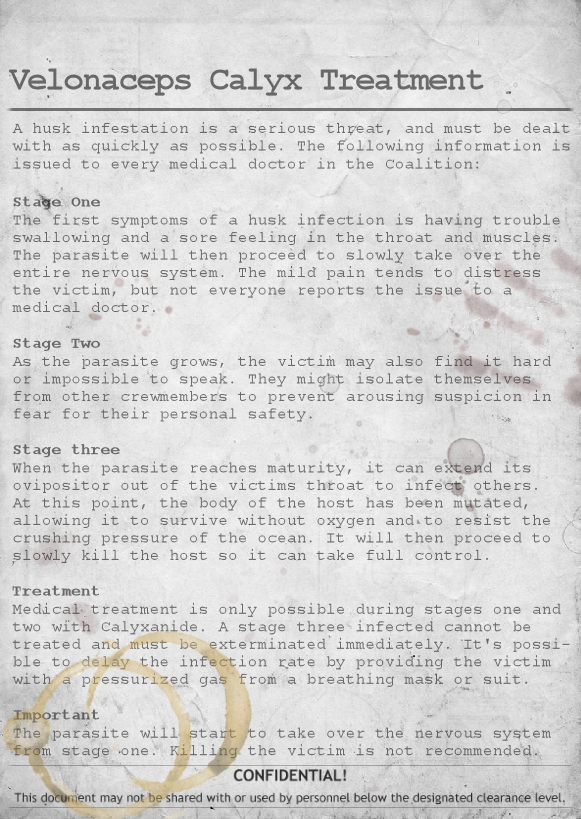 Velonaceps Calyx Treatment
A husk infestation is a serious threat, and must be dealt
with as quickly as possible. The following information is
issued to every medical doctor in the Coalition:
Stage One
The first symptoms of a husk infection is having trouble
swallowing and a sore feeling in the throat and muscles.
The parasite will then proceed to slowly take over the
entire nervous system. The mild pain tends to distress
the victim, but not everyone reports the issue to a
medical doctor.
Stage Two
As the parasite grows, the victim may also find it hard
or impossible to speak. They might isolate themselves
from other crewmembers to prevent arousing suspicion in
fear for their personal safety.
Stage three
When the parasite reaches maturity, it can extend its
ovipositor out of the victims throat to infect others.
At this point, the body of the host has been mutated,
allowing it to survive without oxygen and to resist the
crushing pressure of the ocean. It will then proceed to
slowly kill the host so it can take full control.
Treatment
Medical treatment is only possible during stages one and
two with Calyxanide. A stage three infected cannot be
treated and must be exterminated immediately. It's possi-
ble to delay the infection rate by providing the victim
with a pressurized gas from a breathing mask or suit.
Important
The parasite will start to take over the nervous system
from stage one. Killing the victim is not recommended.
CONFIDENTIAL!
This document may not be shared with or used by personnel below the designated clearance level.